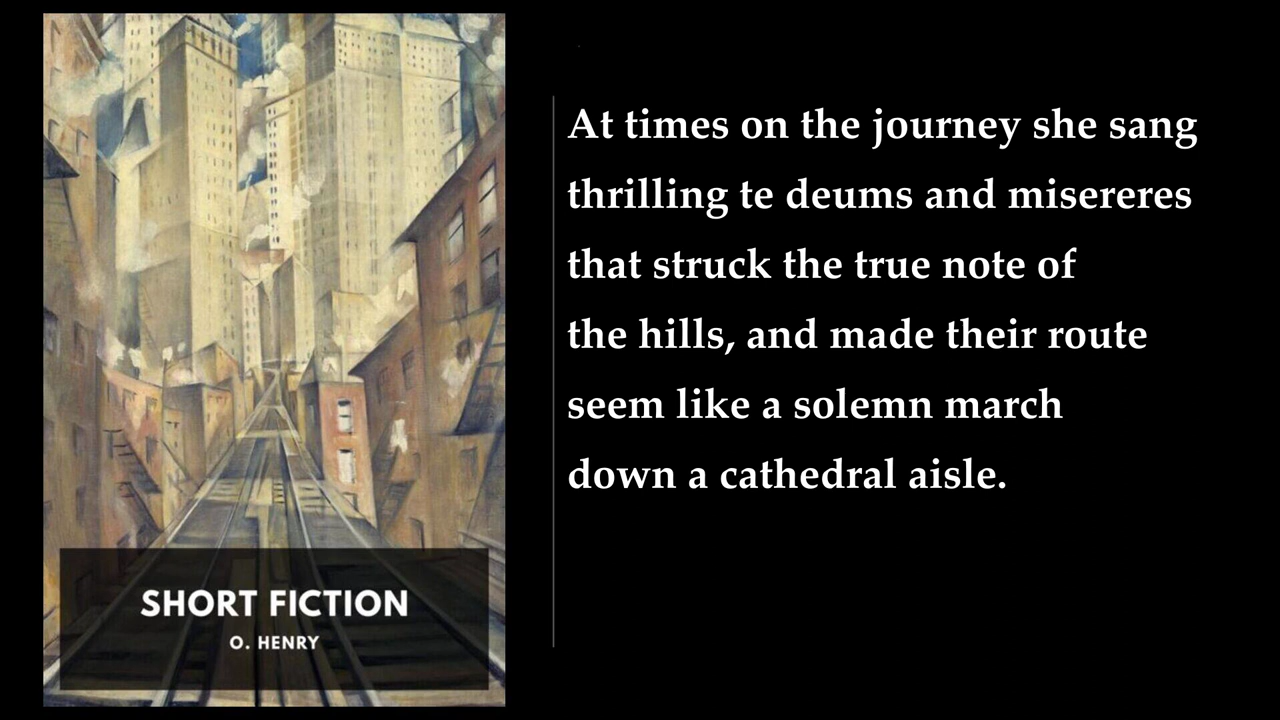 SHORT FICTION
O. HENRY
At times on the journey she sang
thrilling te deums and misereres
that struck the true note of
the hills, and made their route
seem like a solemn march
down a cathedral aisle.